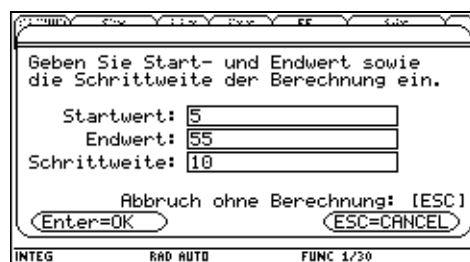 Geben Sie Start- und Endwert sowie
die Schrittweite der Berechnung ein.
Startwert: 5
Endwert: 55
Schrittweite: 10
Abbruch ohne Berechnung: [ESC]
Enter=OK ESC=CANCEL
INTEG RAD AUTO FUNC 1/30